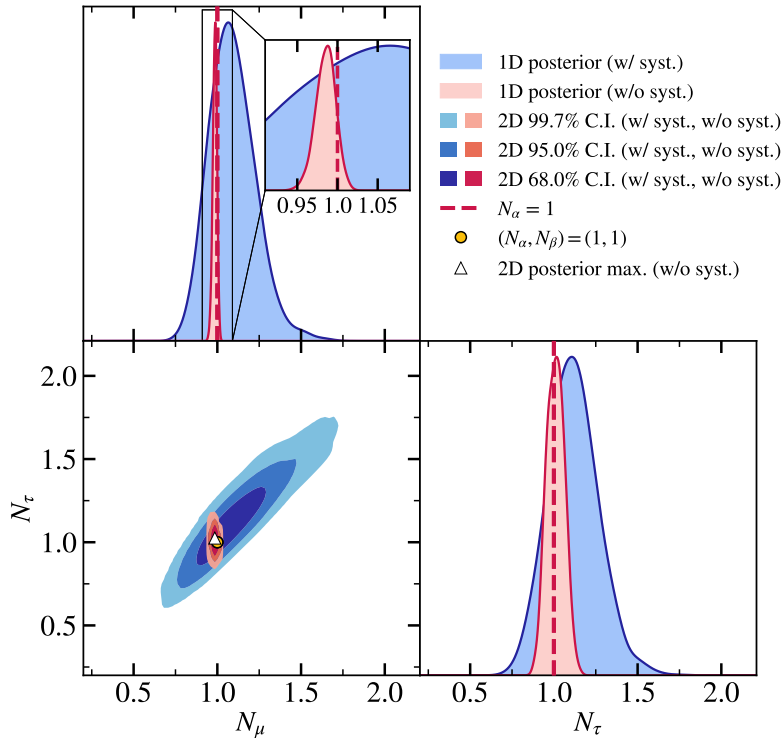 0.95 1.0 1.05
1D posterior (w/ syst.)
1D posterior (w/o syst.)
2D 99.7% C.I. (w/ syst., w/o syst.)
2D 95.0% C.I. (w/ syst., w/o syst.)
2D 68.0% C.I. (w/ syst., w/o syst.)
N_α = 1
(N_α, N_β) = (1, 1)
2D posterior max. (w/o syst.)
2.0
1.5
1.0
0.5
N_τ
0.5 1.0 1.5 2.0
N_μ
0.5 1.0 1.5 2.0
N_τ